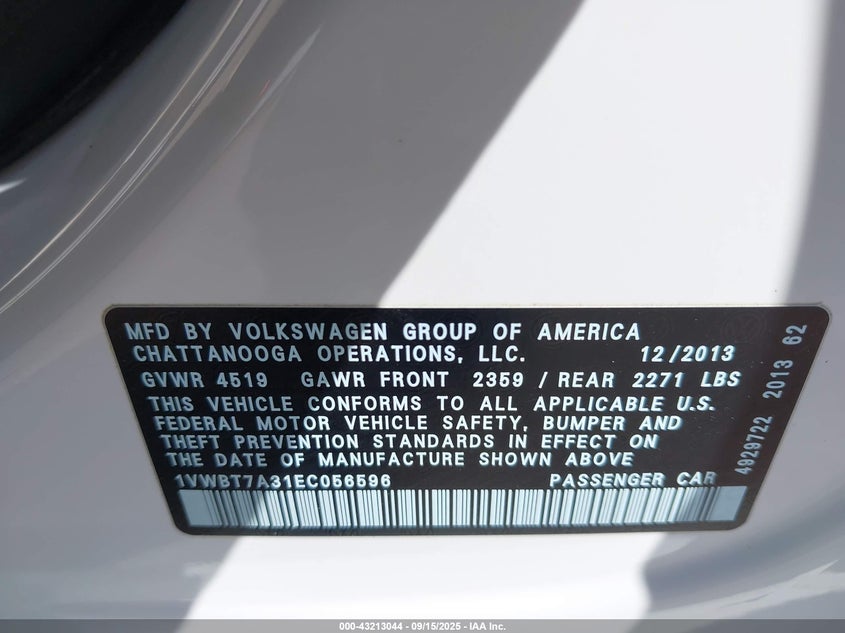 MFD BY VOLKSWAGEN GROUP OF AMERICA
CHATTANOOGA OPERATIONS, LLC. 12/2013
GVWR 4519 GAWR FRONT 2359 / REAR 2271 LBS
THIS VEHICLE CONFORMS TO ALL APPLICABLE U.S.
FEDERAL MOTOR VEHICLE SAFETY, BUMPER AND
THEFT PREVENTION STANDARDS IN EFFECT ON
THE DATE OF MANUFACTURE SHOWN ABOVE
1VWBT7A31EC056596 PASSENGER CAR
4929722 2013 62
000-43213044 - 09/15/2025 - IAA Inc.